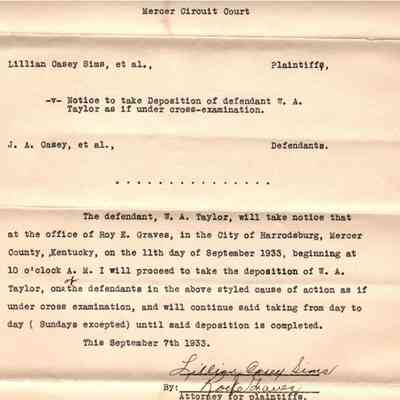 Mercer Circuit Court
Lillian Casey Sims, et al., Plaintiffs,
-v- Notice to take Deposition of defendant W. A.
Taylor as if under cross-examination.
J. A. Casey, et al., Defendants.
. . . . . . . . . . . . . . .
The defendant, W. A. Taylor, will take notice that
at the office of Roy E. Graves, in the City of Harrodsburg, Mercer
County, Kentucky, on the 11th day of September 1933, beginning at
10 o'clock A. M. I will proceed to take the deposition of W. A.
Taylor, one of the defendants in the above styled cause of action as if
under cross examination, and will continue said taking from day to
day ( Sundays excepted) until said deposition is completed.
This September 7th 1933.
Lillian Casey Sims
By: Roy E Graves
Attorney for plaintiffs.